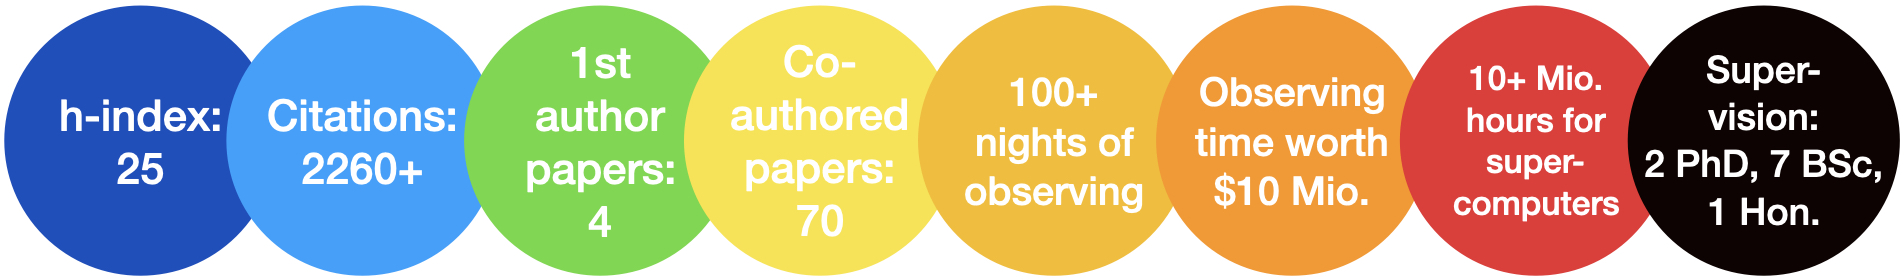 h-index:
25
Citations:
2260+
1st
author
papers:
4
Co-
authored
papers:
70
100+
nights of
observing
Observing
time worth
$10 Mio.
10+ Mio.
hours for
super-
computers
Super-
vision:
2 PhD, 7 BSc,
1 Hon.